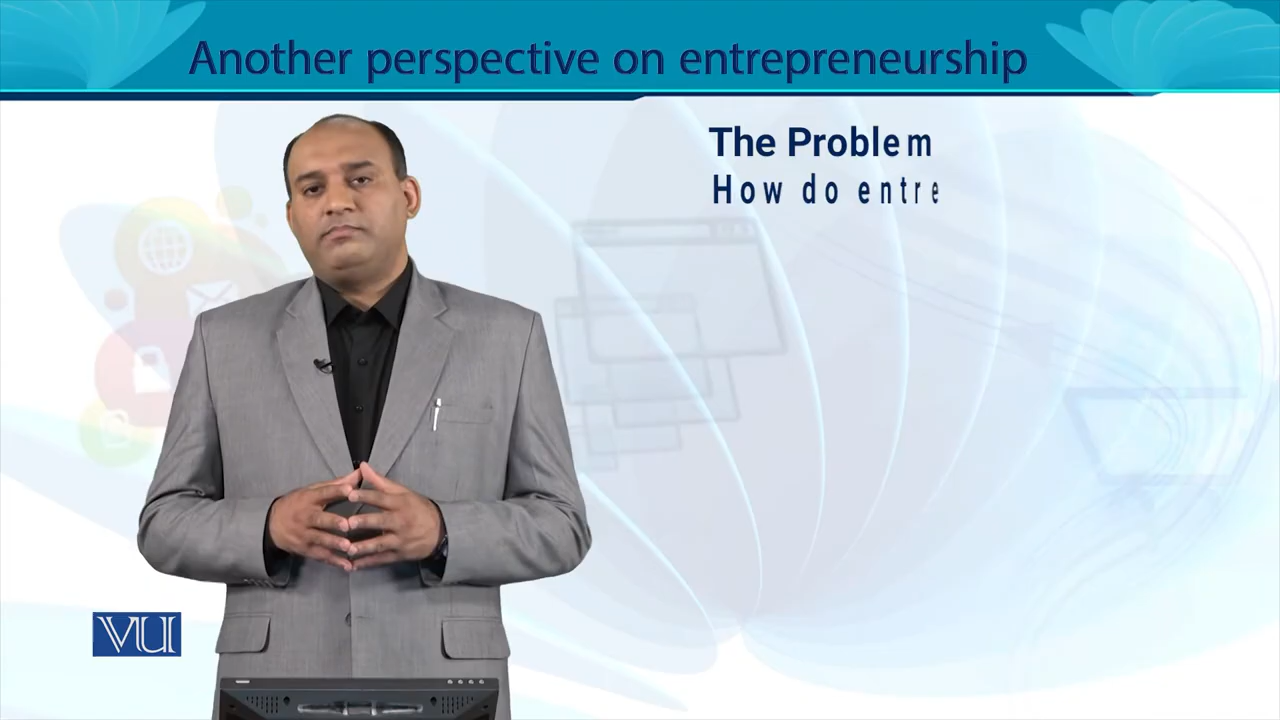 Another perspective on entrepreneurship
The Problem
How do entre
VU